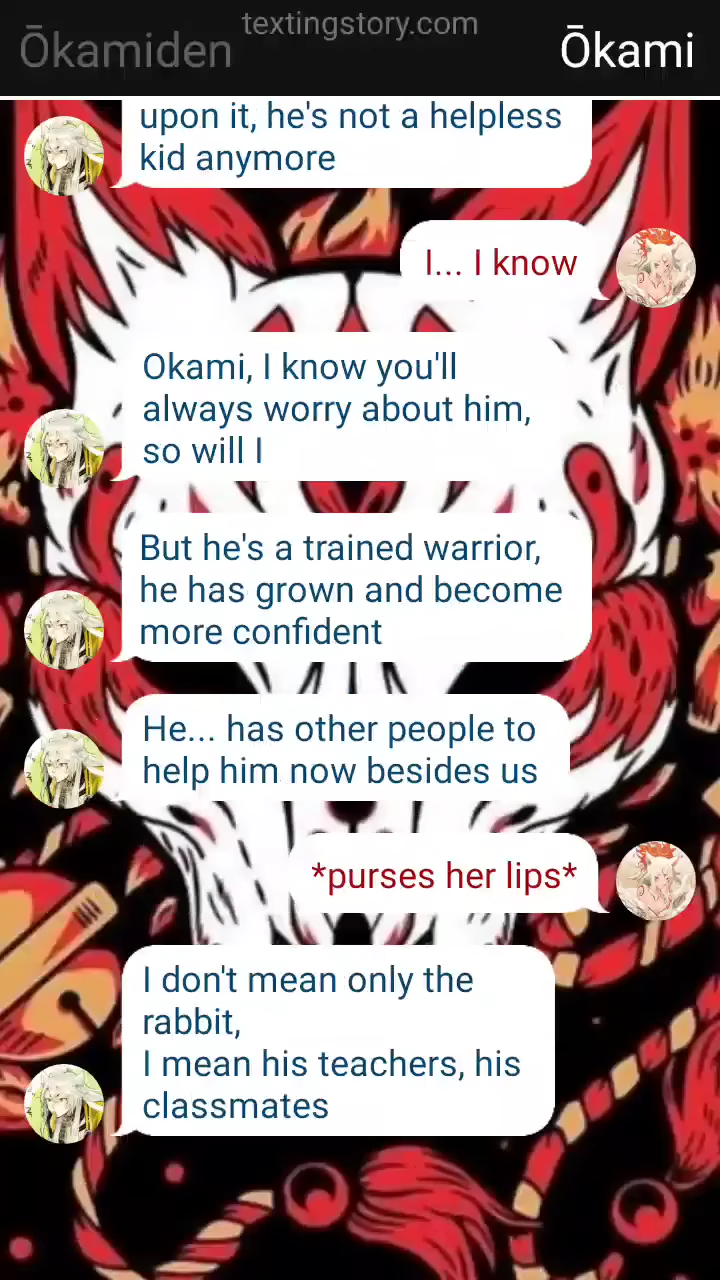 textingstory.com
Ōkamiden
Ōkami
upon it, he's not a helpless
kid anymore
I... I know
Okami, I know you'll
always worry about him,
so will I
But he's a trained warrior,
he has grown and become
more confident
He... has other people to
help him now besides us
*purses her lips*
I don't mean only the
rabbit,
I mean his teachers, his
classmates